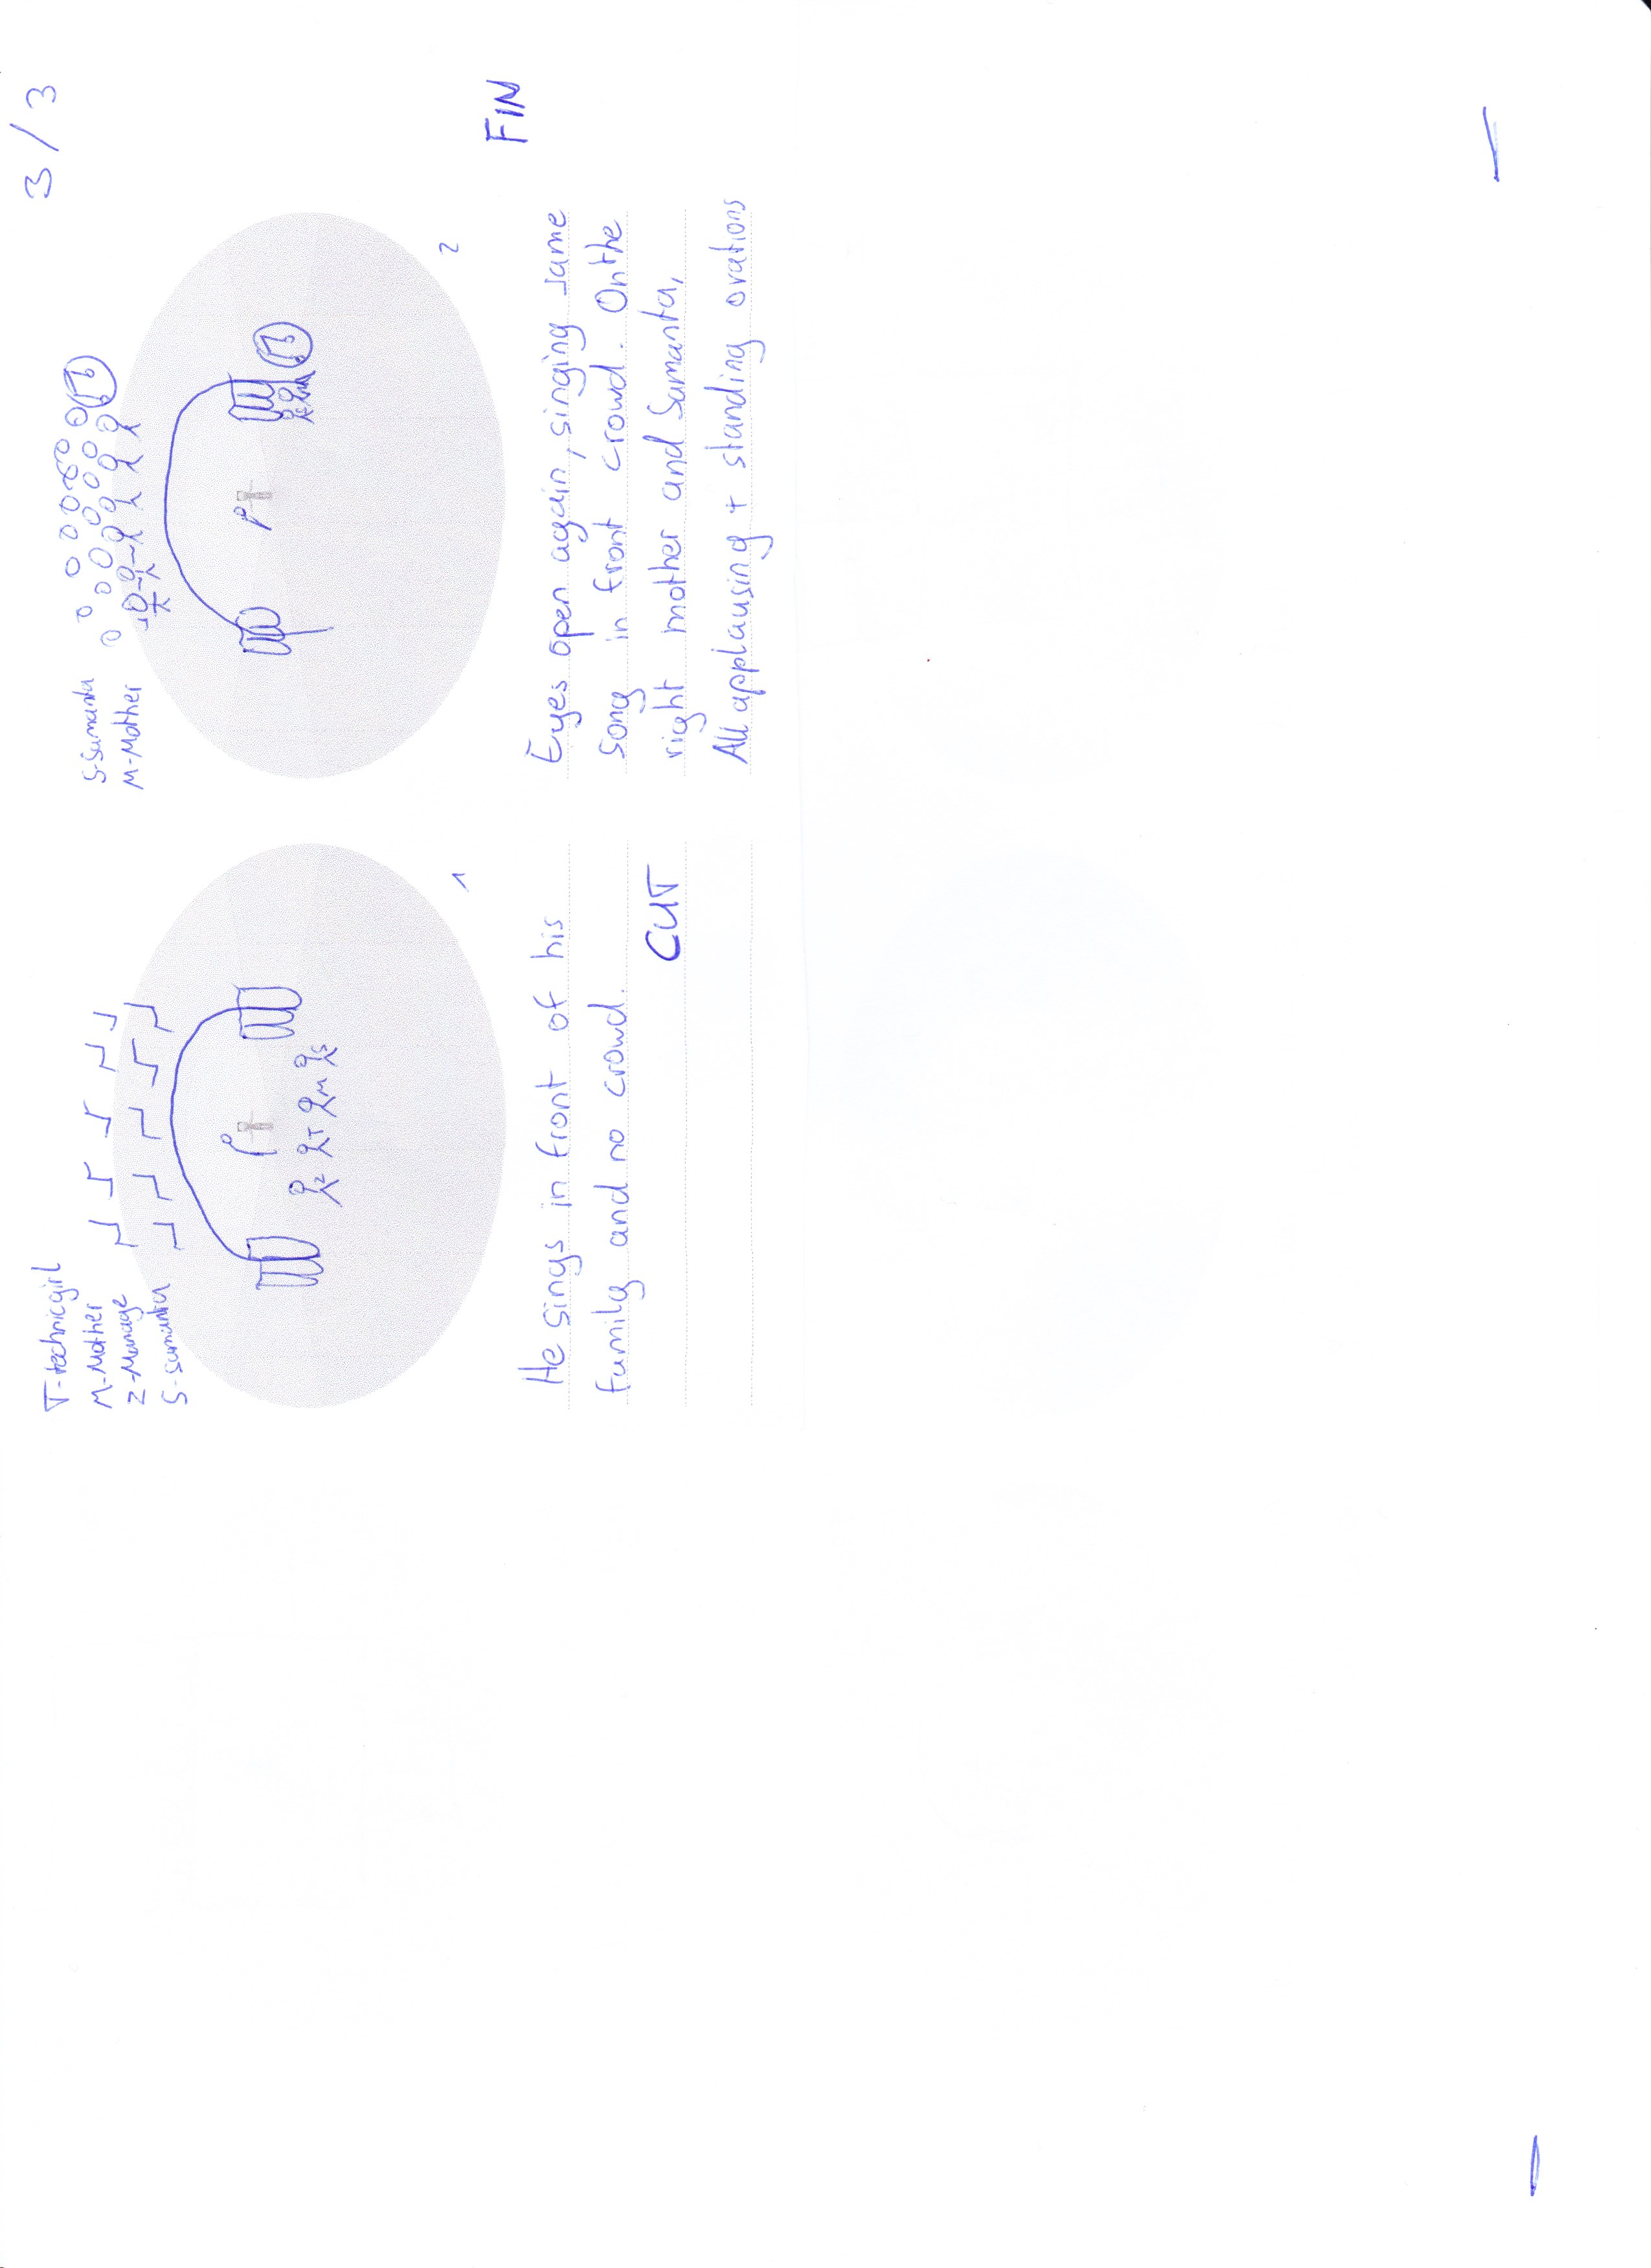 3/3
T-technicgirl
M-Mother
Z-Manage
S-Samanta
Z T M S
1
He sings in front of his
family and no crowd.
CUT
S-Samanta
M-Mother
S M
2
FIN
Eyes open again, singing same
song in front crowd. On the
right mother and Samanta,
All applausing + standing ovations